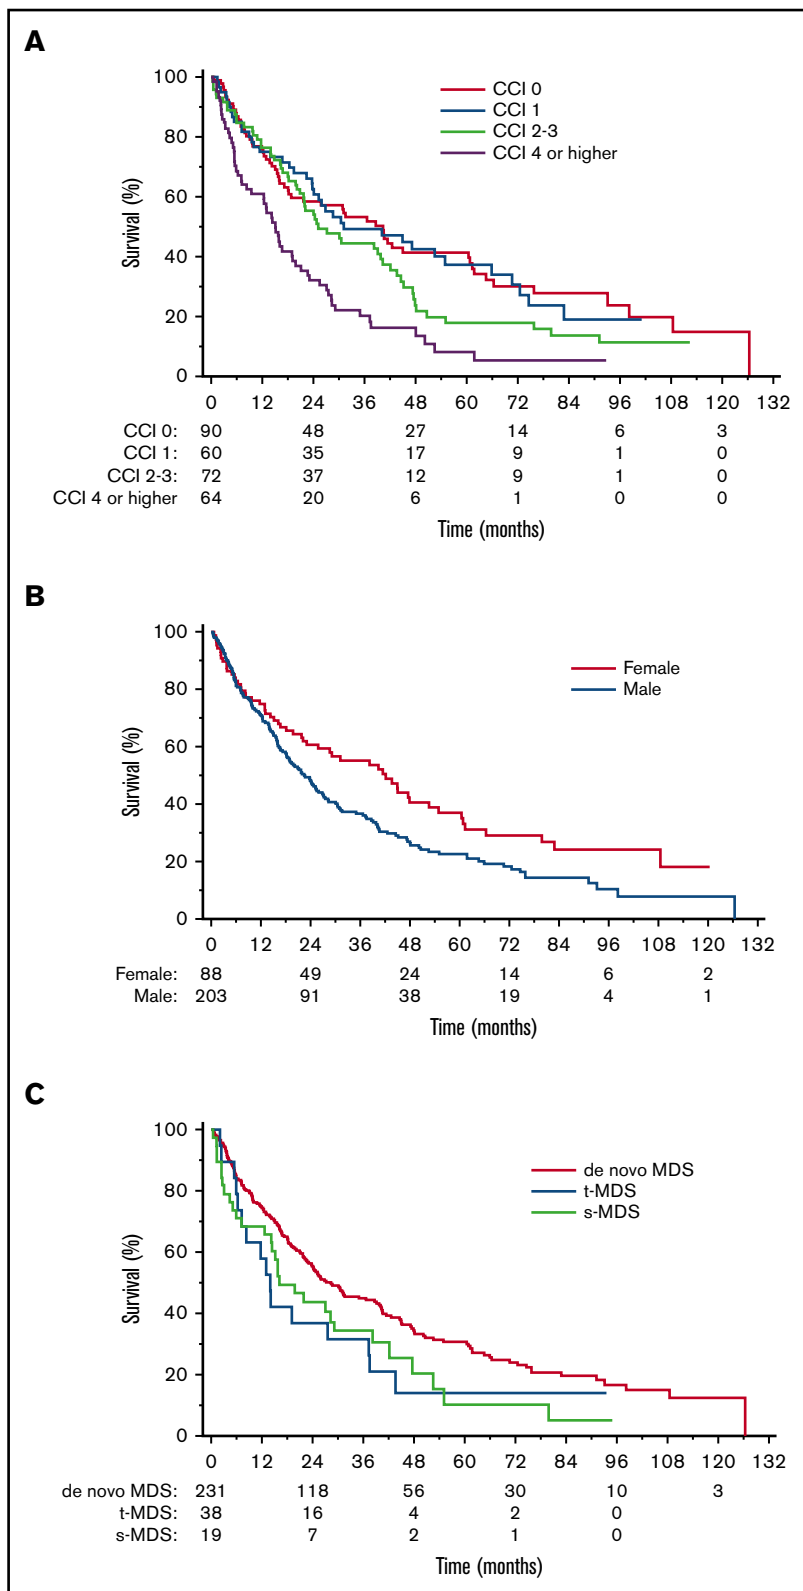 A
100
80
60
40
20
0
Survival (%)
CCI 0
CCI 1
CCI 2-3
CCI 4 or higher
0 12 24 36 48 60 72 84 96 108 120 132
CCI 0: 90 48 27 14 6 3
CCI 1: 60 35 17 9 1 0
CCI 2-3: 72 37 12 9 1 0
CCI 4 or higher 64 20 6 1 0 0
Time (months)
B
100
80
60
40
20
0
Survival (%)
Female
Male
0 12 24 36 48 60 72 84 96 108 120 132
Female: 88 49 24 14 6 2
Male: 203 91 38 19 4 1
Time (months)
C
100
80
60
40
20
0
Survival (%)
de novo MDS
t-MDS
s-MDS
0 12 24 36 48 60 72 84 96 108 120 132
de novo MDS: 231 118 56 30 10 3
t-MDS: 38 16 4 2 0
s-MDS: 19 7 2 1 0
Time (months)